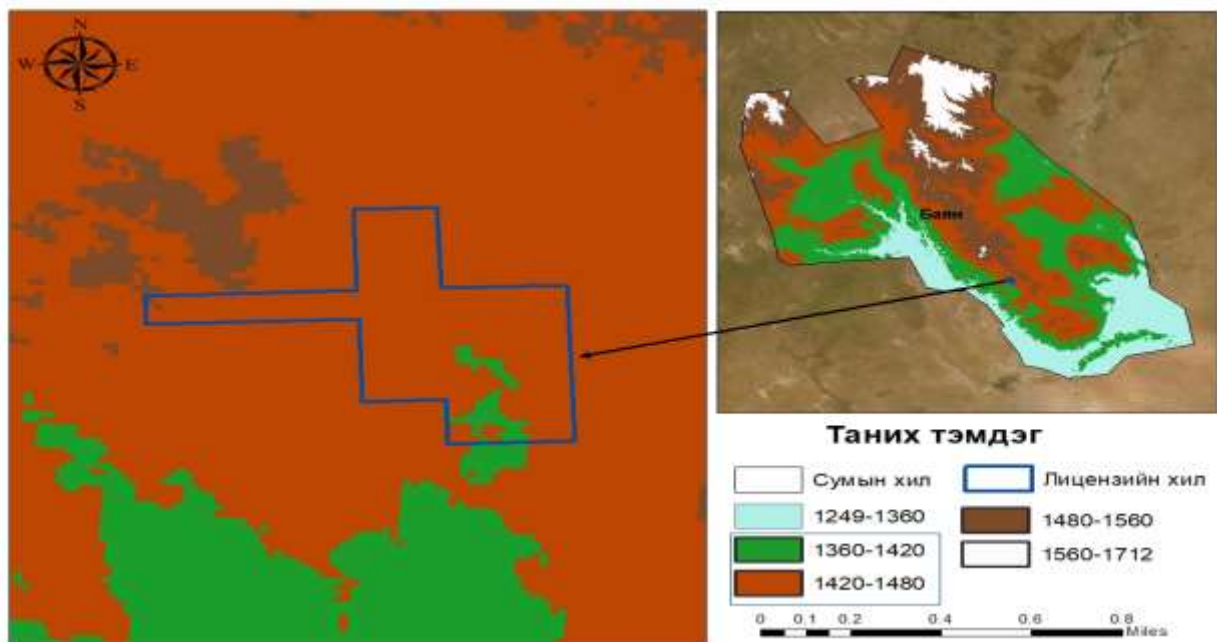 N
W E
S
Баян
Таних тэмдэг
Сумын хил
Лицензийн хил
1249-1360
1480-1560
1360-1420
1560-1712
1420-1480
0 0.1 0.2 0.4 0.6 0.8
Miles